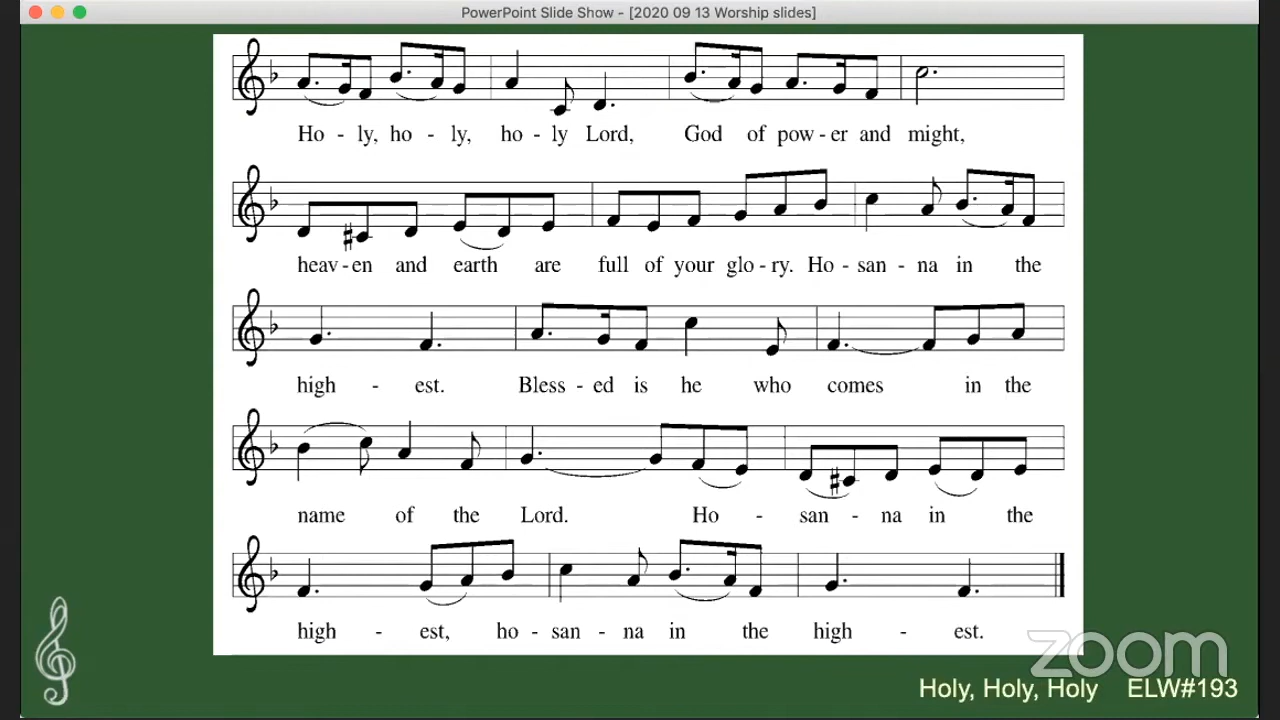 PowerPoint Slide Show - [2020 09 13 Worship slides]
Ho - ly, ho - ly, ho - ly Lord, God of pow - er and might,
heav - en and earth are full of your glo - ry. Ho - san - na in the
high - est. Bless - ed is he who comes in the
name of the Lord. Ho - san - na in the
high - est, ho - san - na in the high - est.
zoom
Holy, Holy, Holy ELW#193